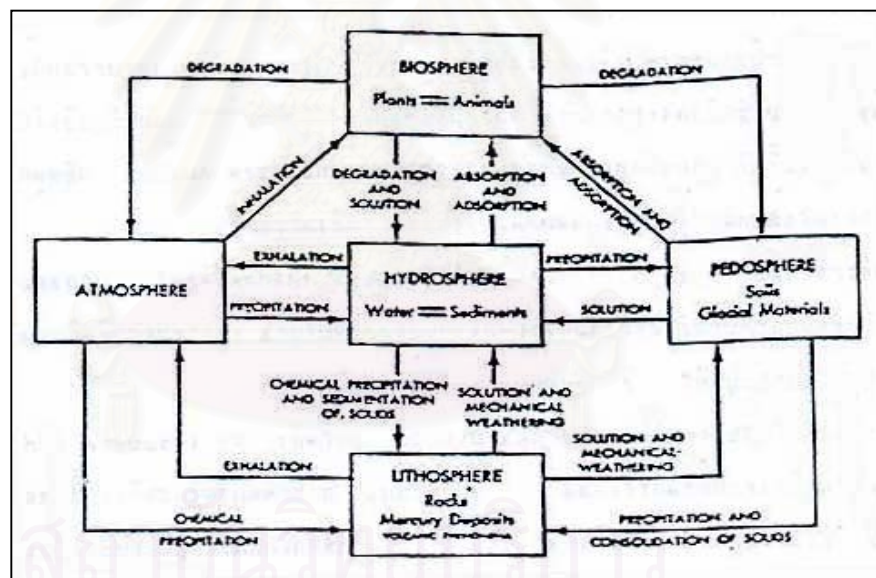 BIOSPHERE
Plants Animals
DEGRADATION
DEGRADATION
INHALATION
DEGRADATION
AND
SOLUTION
ABSORPTION
AND
ADSORPTION
ABSORPTION AND
ADSORPTION
ATMOSPHERE
EXHALATION
PRECIPITATION
HYDROSPHERE
Water Sediments
PRECIPITATION
SOLUTION
PEDOSPHERE
Soils
Glacial Materials
CHEMICAL PRECIPITATION
AND SEDIMENTATION
OF SOLIDS
SOLUTION AND
MECHANICAL
WEATHERING
SOLUTION AND
MECHANICAL-
WEATHERING
EXHALATION
CHEMICAL
PRECIPITATION
LITHOSPHERE
Rocks
Mercury Deposits
PRECIPITATION AND
CONSOLIDATION OF SOLIDS